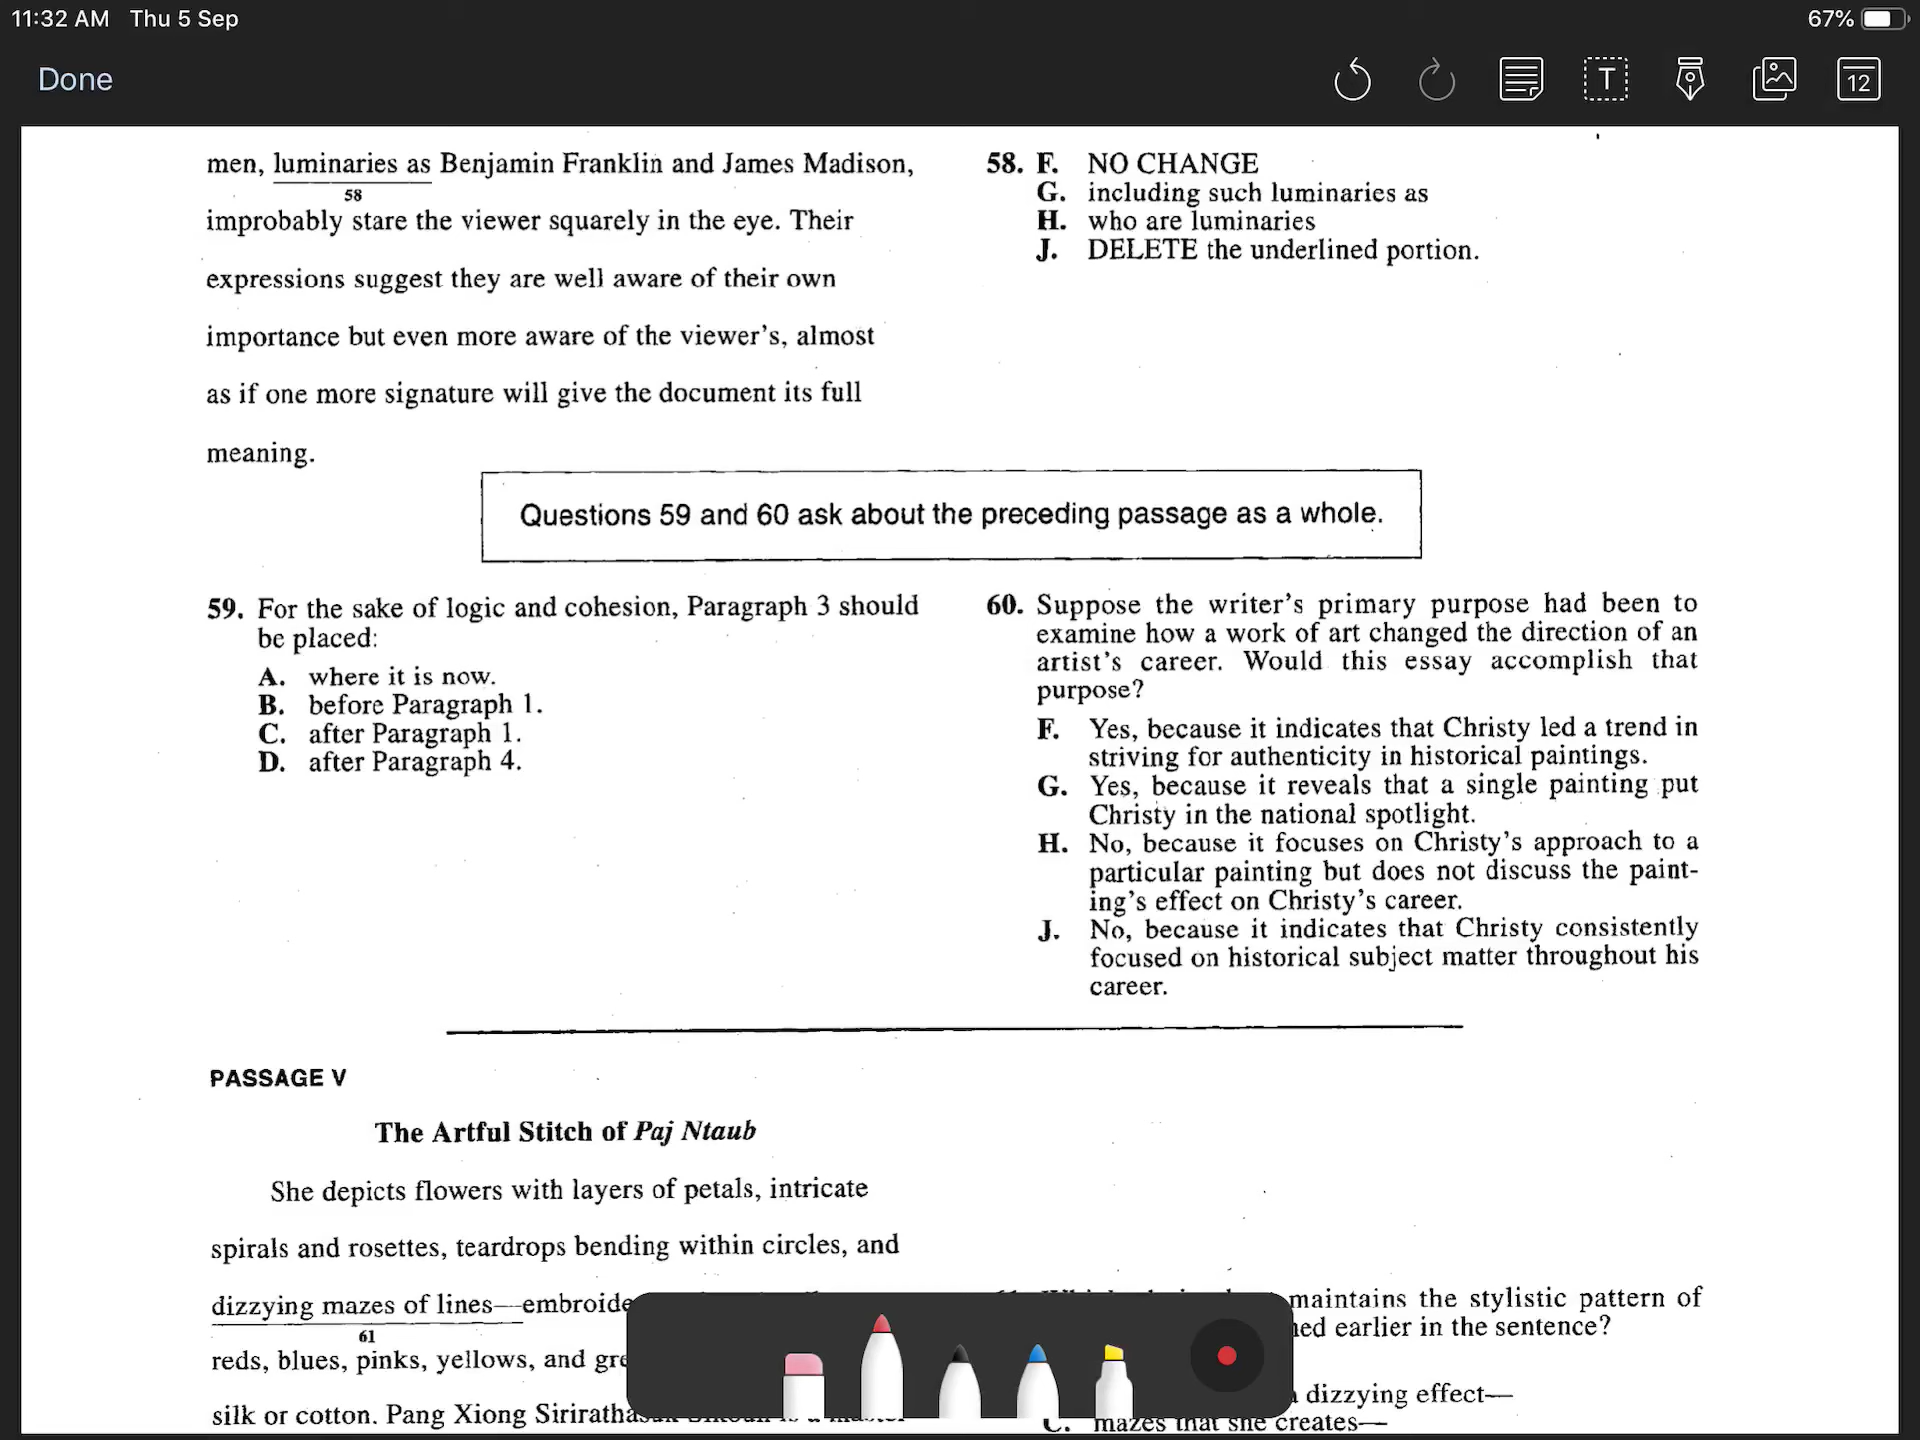 11:32 AM Thu 5 Sep
67%
Done
T
12
men, luminaries as Benjamin Franklin and James Madison,
58
improbably stare the viewer squarely in the eye. Their
expressions suggest they are well aware of their own
importance but even more aware of the viewer's, almost
as if one more signature will give the document its full
meaning.
58. F. NO CHANGE
G. including such luminaries as
H. who are luminaries
J. DELETE the underlined portion.
Questions 59 and 60 ask about the preceding passage as a whole.
59. For the sake of logic and cohesion, Paragraph 3 should
be placed:
A. where it is now.
B. before Paragraph 1.
C. after Paragraph 1.
D. after Paragraph 4.
60. Suppose the writer's primary purpose had been to
examine how a work of art changed the direction of an
artist's career. Would this essay accomplish that
purpose?
F. Yes, because it indicates that Christy led a trend in
striving for authenticity in historical paintings.
G. Yes, because it reveals that a single painting put
Christy in the national spotlight.
H. No, because it focuses on Christy's approach to a
particular painting but does not discuss the paint-
ing's effect on Christy's career.
J. No, because it indicates that Christy consistently
focused on historical subject matter throughout his
career.
PASSAGE V
The Artful Stitch of Paj Ntaub
She depicts flowers with layers of petals, intricate
spirals and rosettes, teardrops bending within circles, and
dizzying mazes of lines—embroide
61
reds, blues, pinks, yellows, and gre
silk or cotton. Pang Xiong
maintains the stylistic pattern of
earlier in the sentence?
dizzying effect—
C. mazes that she creates—